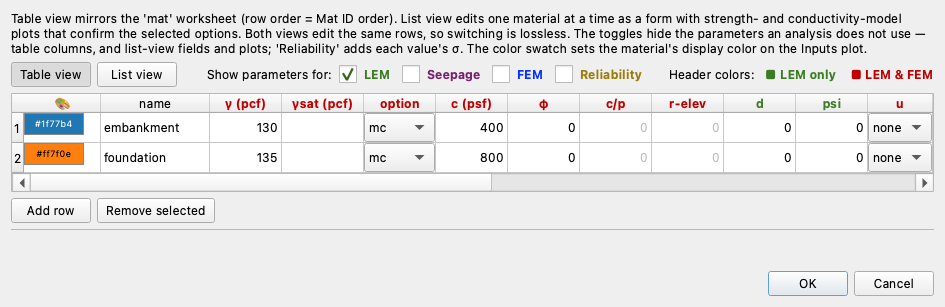 Table view mirrors the 'mat' worksheet (row order = Mat ID order). List view edits one material at a time as a form with strength- and conductivity-model
plots that confirm the selected options. Both views edit the same rows, so switching is lossless. The toggles hide the parameters an analysis does not use —
table columns, and list-view fields and plots; 'Reliability' adds each value's σ. The color swatch sets the material's display color on the Inputs plot.
Table view List view Show parameters for: LEM Seepage FEM Reliability Header colors: LEM only LEM & FEM
name γ (pcf) γsat (pcf) option c (psf) ϕ c/p r-elev d psi u
1 #1f77b4 embankment 130 mc 400 0 0 0 0 0 none
2 #ff7f0e foundation 135 mc 800 0 0 0 0 0 none
Add row Remove selected
OK Cancel